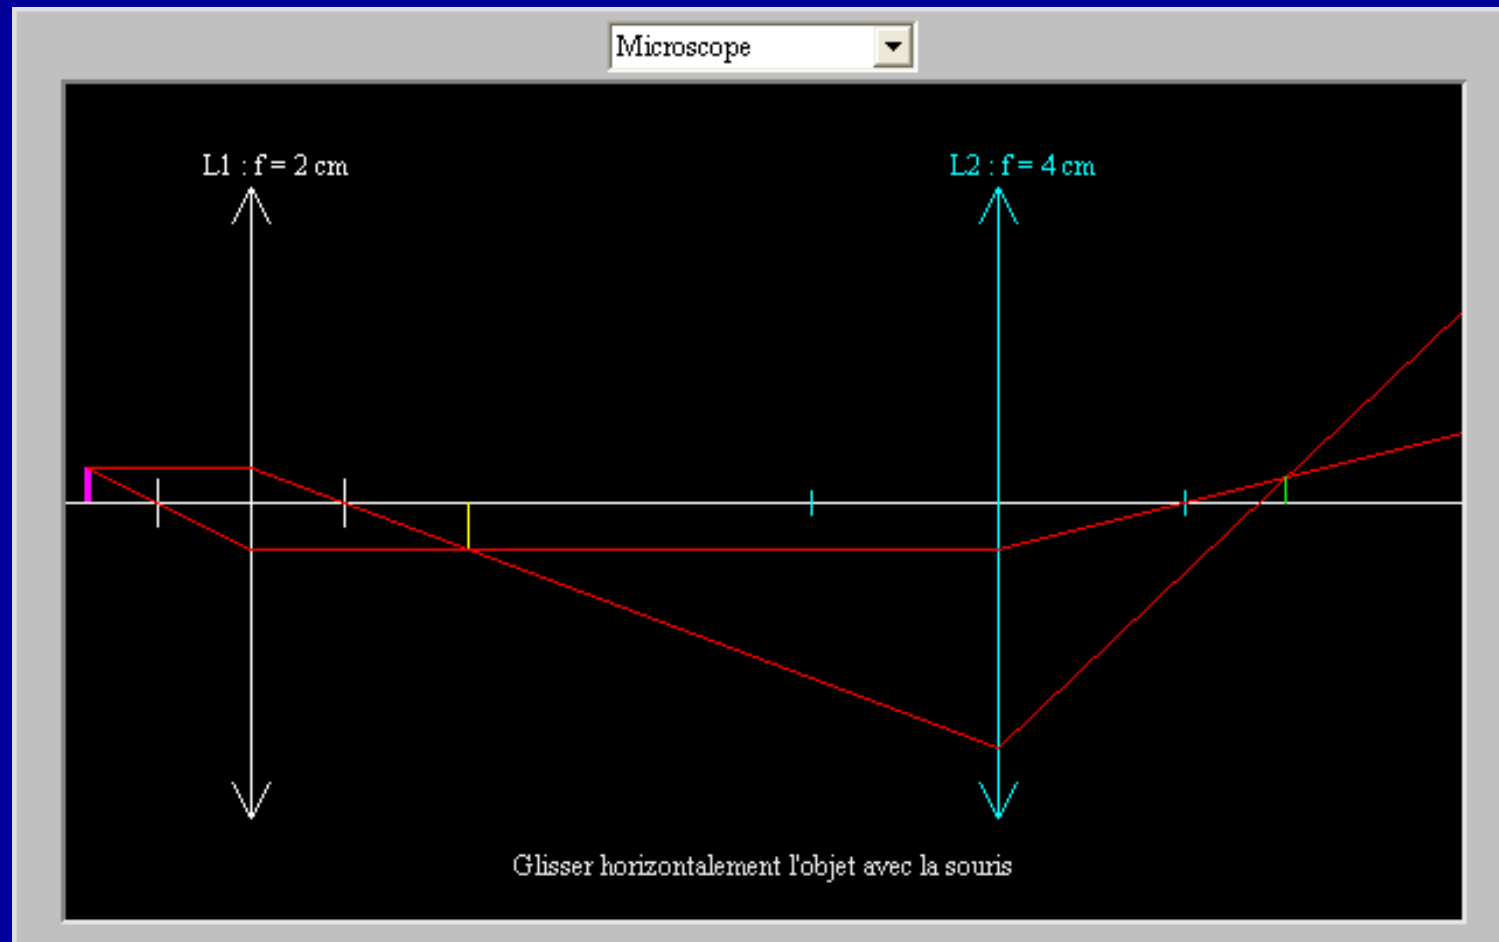 Microscope
L1 : f = 2 cm
L2 : f = 4 cm
Glisser horizontalement l'objet avec la souris